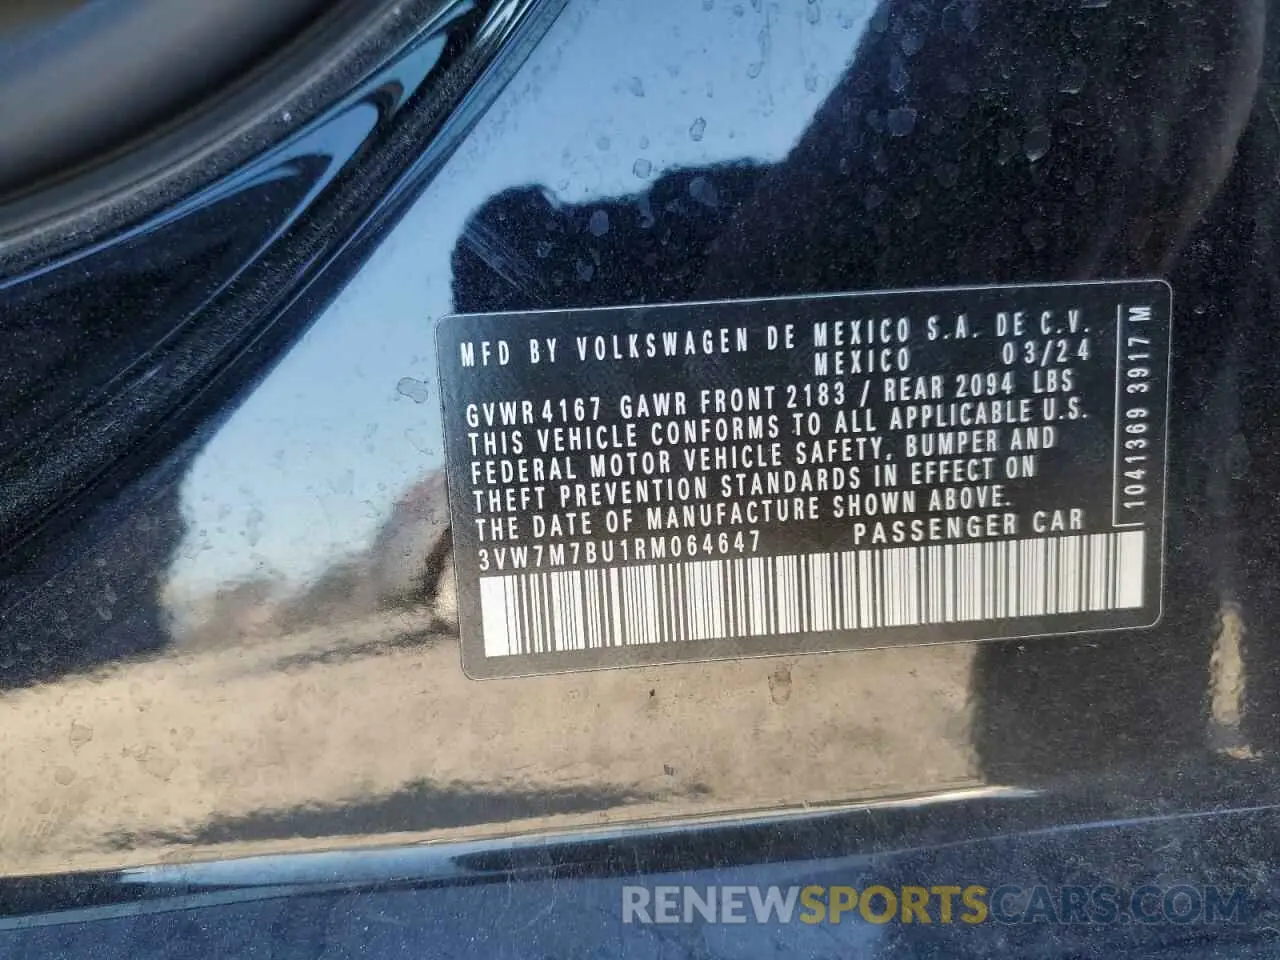 MFD BY VOLKSWAGEN DE MEXICO S.A. DE C.V.
MEXICO 03/24
GVWR 4167 GAWR FRONT 2183 / REAR 2094 LBS
THIS VEHICLE CONFORMS TO ALL APPLICABLE U.S.
FEDERAL MOTOR VEHICLE SAFETY, BUMPER AND
THEFT PREVENTION STANDARDS IN EFFECT ON
THE DATE OF MANUFACTURE SHOWN ABOVE.
3VW7M7BU1RM064647 PASSENGER CAR
1041369 3917 M
RENEWSPORTSCARS.COM